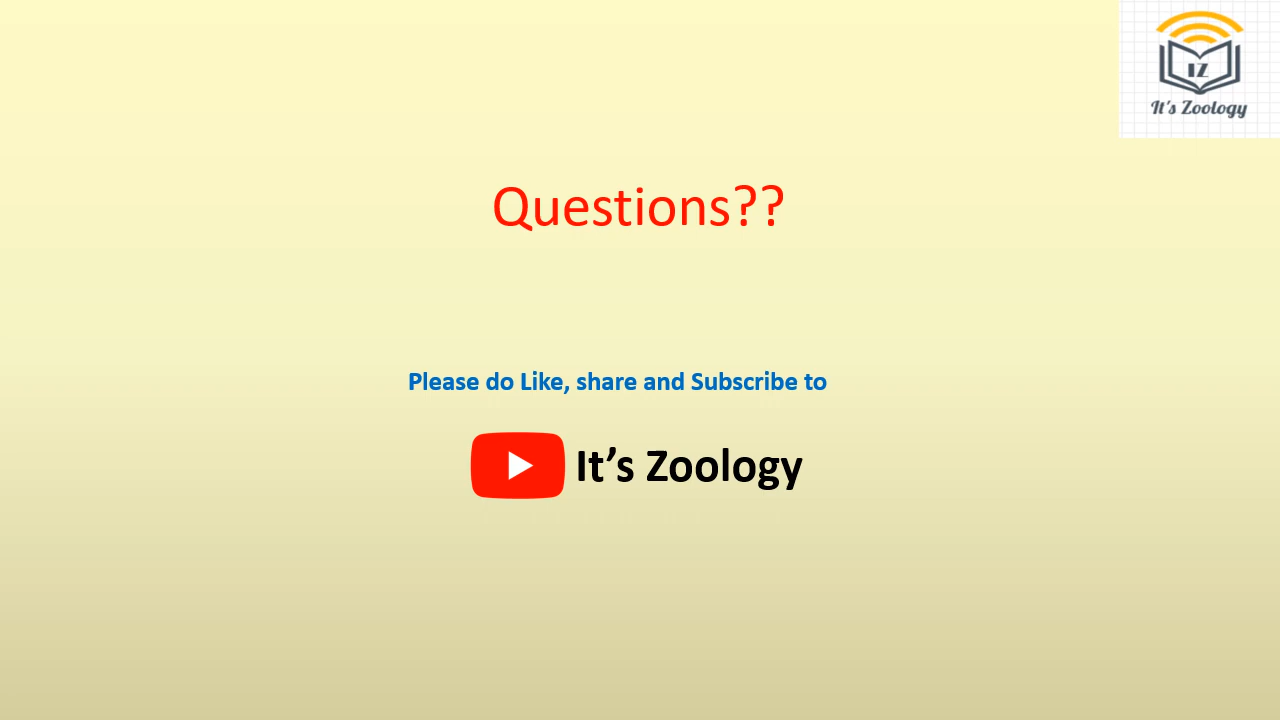 IZ
It's Zoology
Questions??
Please do Like, share and Subscribe to
It’s Zoology